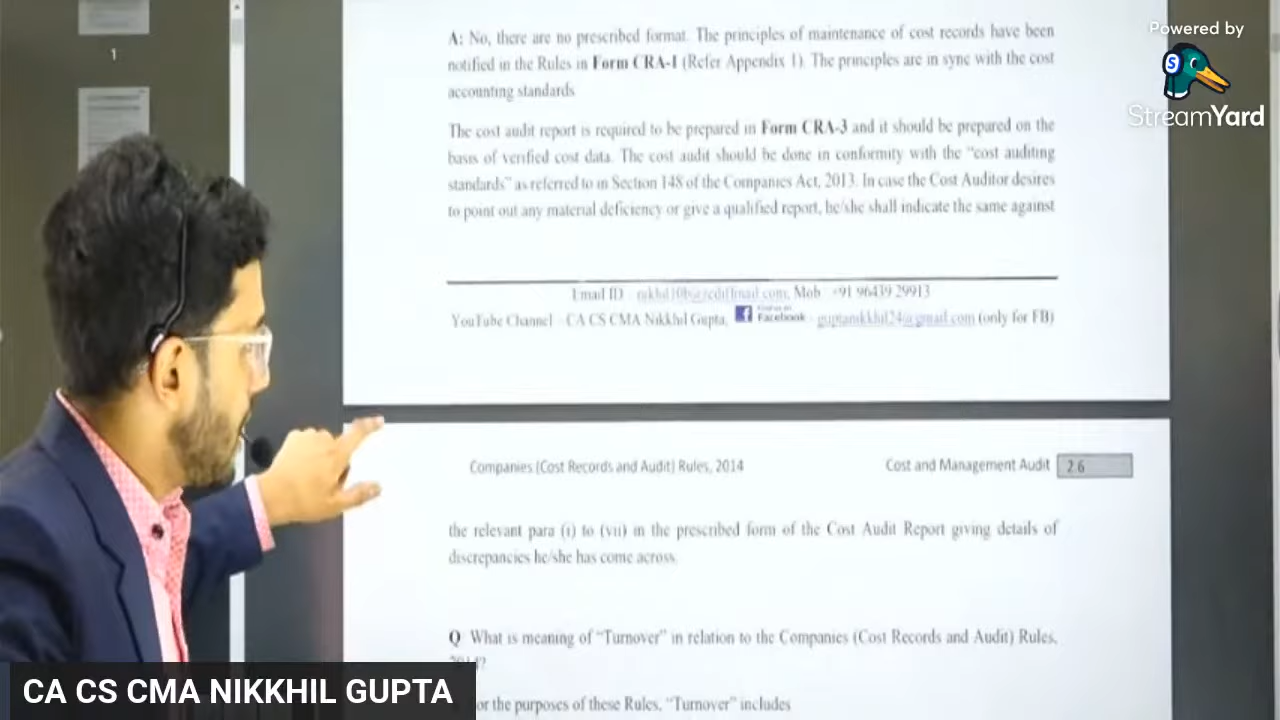 1
Powered by
StreamYard
A: No, there are no prescribed format. The principles of maintenance of cost records have been
notified in the Rules in Form CRA-1 (Refer Appendix 1). The principles are in sync with the cost
accounting standards
The cost audit report is required to be prepared in Form CRA-3 and it should be prepared on the
basis of verified cost data. The cost audit should be done in conformity with the “cost auditing
standards” as referred to in Section 148 of the Companies Act, 2013. In case the Cost Auditor desires
to point out any material deficiency or give a qualified report, he/she shall indicate the same against
Email ID Mob +91 96439 29913
YouTube Channel - CA CS CMA Nikkhil Gupta, Facebook - guptanikkhil24@gmail.com (only for FB)
Companies (Cost Records and Audit) Rules, 2014 Cost and Management Audit 2.6
the relevant para (i) to (vii) in the prescribed form of the Cost Audit Report giving details of
discrepancies he/she has come across.
Q What is meaning of “Turnover” in relation to the Companies (Cost Records and Audit) Rules,
or the purposes of these Rules, “Turnover” includes
CA CS CMA NIKKHIL GUPTA